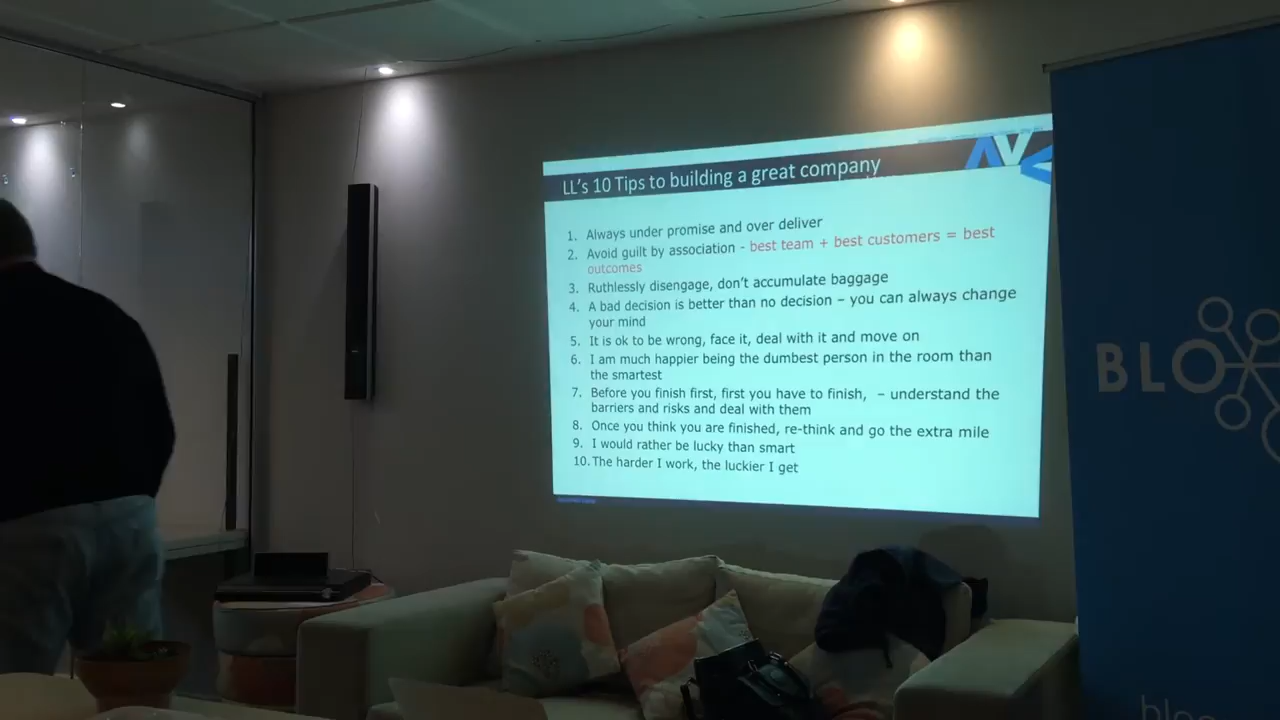 LL's 10 Tips to building a great company
1. Always under promise and over deliver
2. Avoid guilt by association - best team + best customers = best
outcomes
3. Ruthlessly disengage, don't accumulate baggage
4. A bad decision is better than no decision – you can always change
your mind
5. It is ok to be wrong, face it, deal with it and move on
6. I am much happier being the dumbest person in the room than
the smartest
7. Before you finish first, first you have to finish, – understand the
barriers and risks and deal with them
8. Once you think you are finished, re-think and go the extra mile
9. I would rather be lucky than smart
10. The harder I work, the luckier I get
BLO